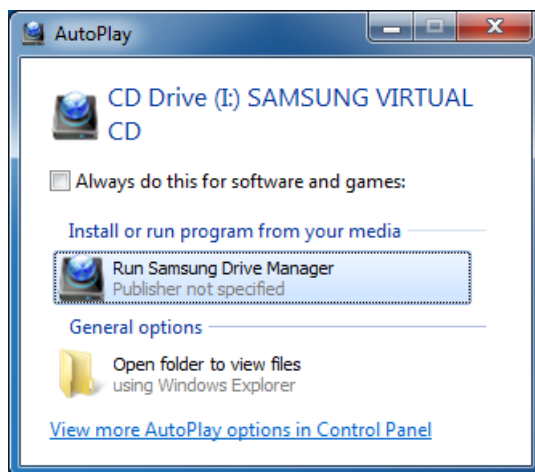 AutoPlay
CD Drive (I:) SAMSUNG VIRTUAL
CD
Always do this for software and games:
Install or run program from your media
Run Samsung Drive Manager
Publisher not specified
General options
Open folder to view files
using Windows Explorer
View more AutoPlay options in Control Panel